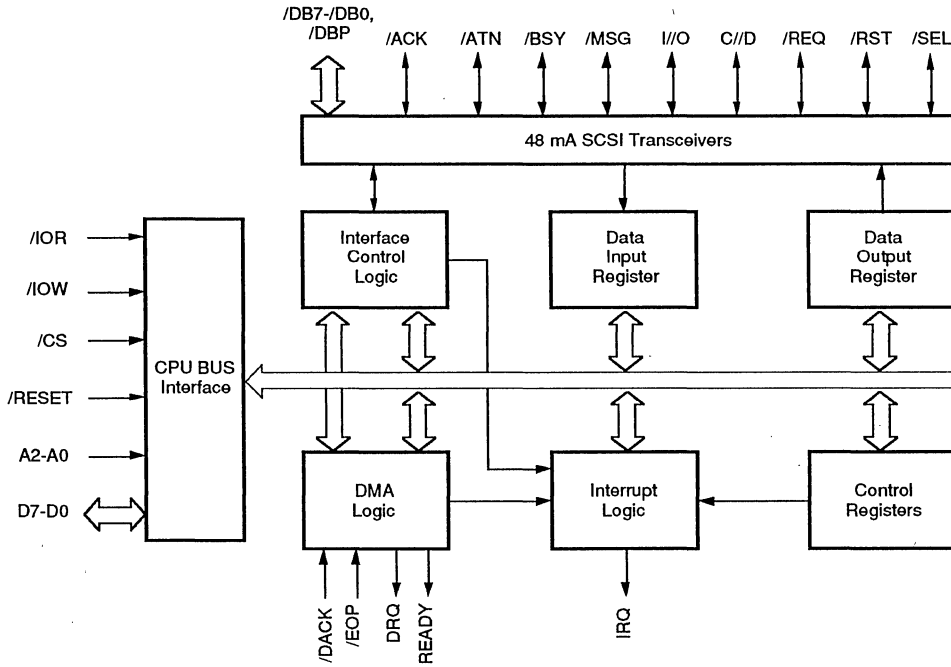 /DB7-/DB0,
/DBP
/ACK
/ATN
/BSY
/MSG
I//O
C//D
/REQ
/RST
/SEL
48 mA SCSI Transceivers
Interface
Control
Logic
Data
Input
Register
Data
Output
Register
/IOR
/IOW
/CS
/RESET
A2-A0
D7-D0
CPU BUS
Interface
DMA
Logic
Interrupt
Logic
Control
Registers
/DACK
/EOP
DRQ
READY
IRQ